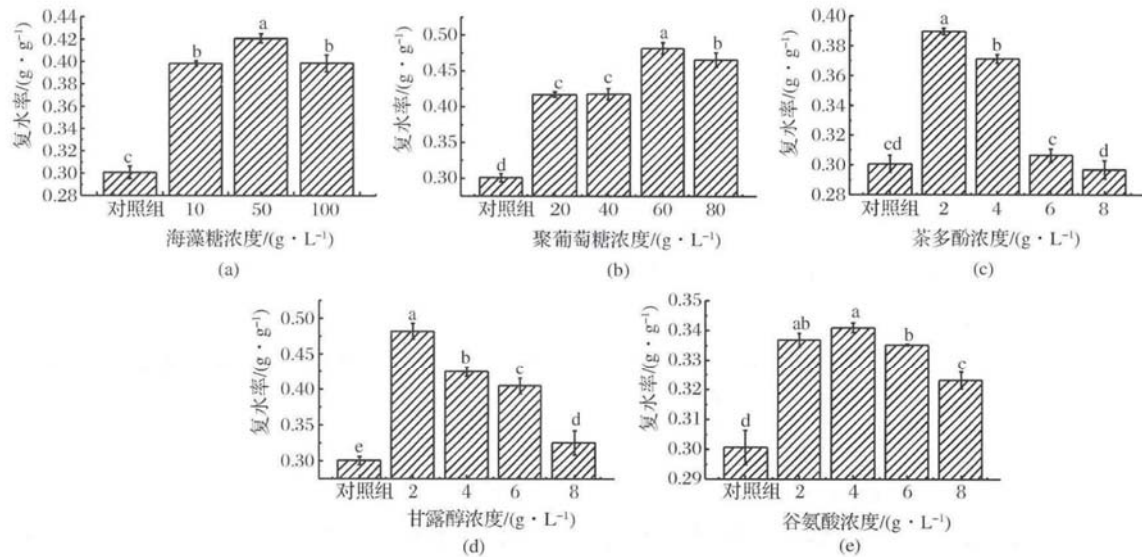 复水率/(g · g⁻¹)
0.44
0.42
0.40
0.38
0.36
0.34
0.32
0.30
0.28
c
b
a
b
对照组 10 50 100
海藻糖浓度/(g · L⁻¹)
(a)
复水率/(g · g⁻¹)
0.50
0.45
0.40
0.35
0.30
d
c
c
a
b
对照组 20 40 60 80
聚葡萄糖浓度/(g · L⁻¹)
(b)
复水率/(g · g⁻¹)
0.40
0.38
0.36
0.34
0.32
0.30
0.28
cd
a
b
c
d
对照组 2 4 6 8
茶多酚浓度/(g · L⁻¹)
(c)
复水率/(g · g⁻¹)
0.50
0.45
0.40
0.35
0.30
e
a
b
c
d
对照组 2 4 6 8
甘露醇浓度/(g · L⁻¹)
(d)
复水率/(g · g⁻¹)
0.35
0.34
0.33
0.32
0.31
0.30
0.29
d
ab
a
b
c
对照组 2 4 6 8
谷氨酸浓度/(g · L⁻¹)
(e)